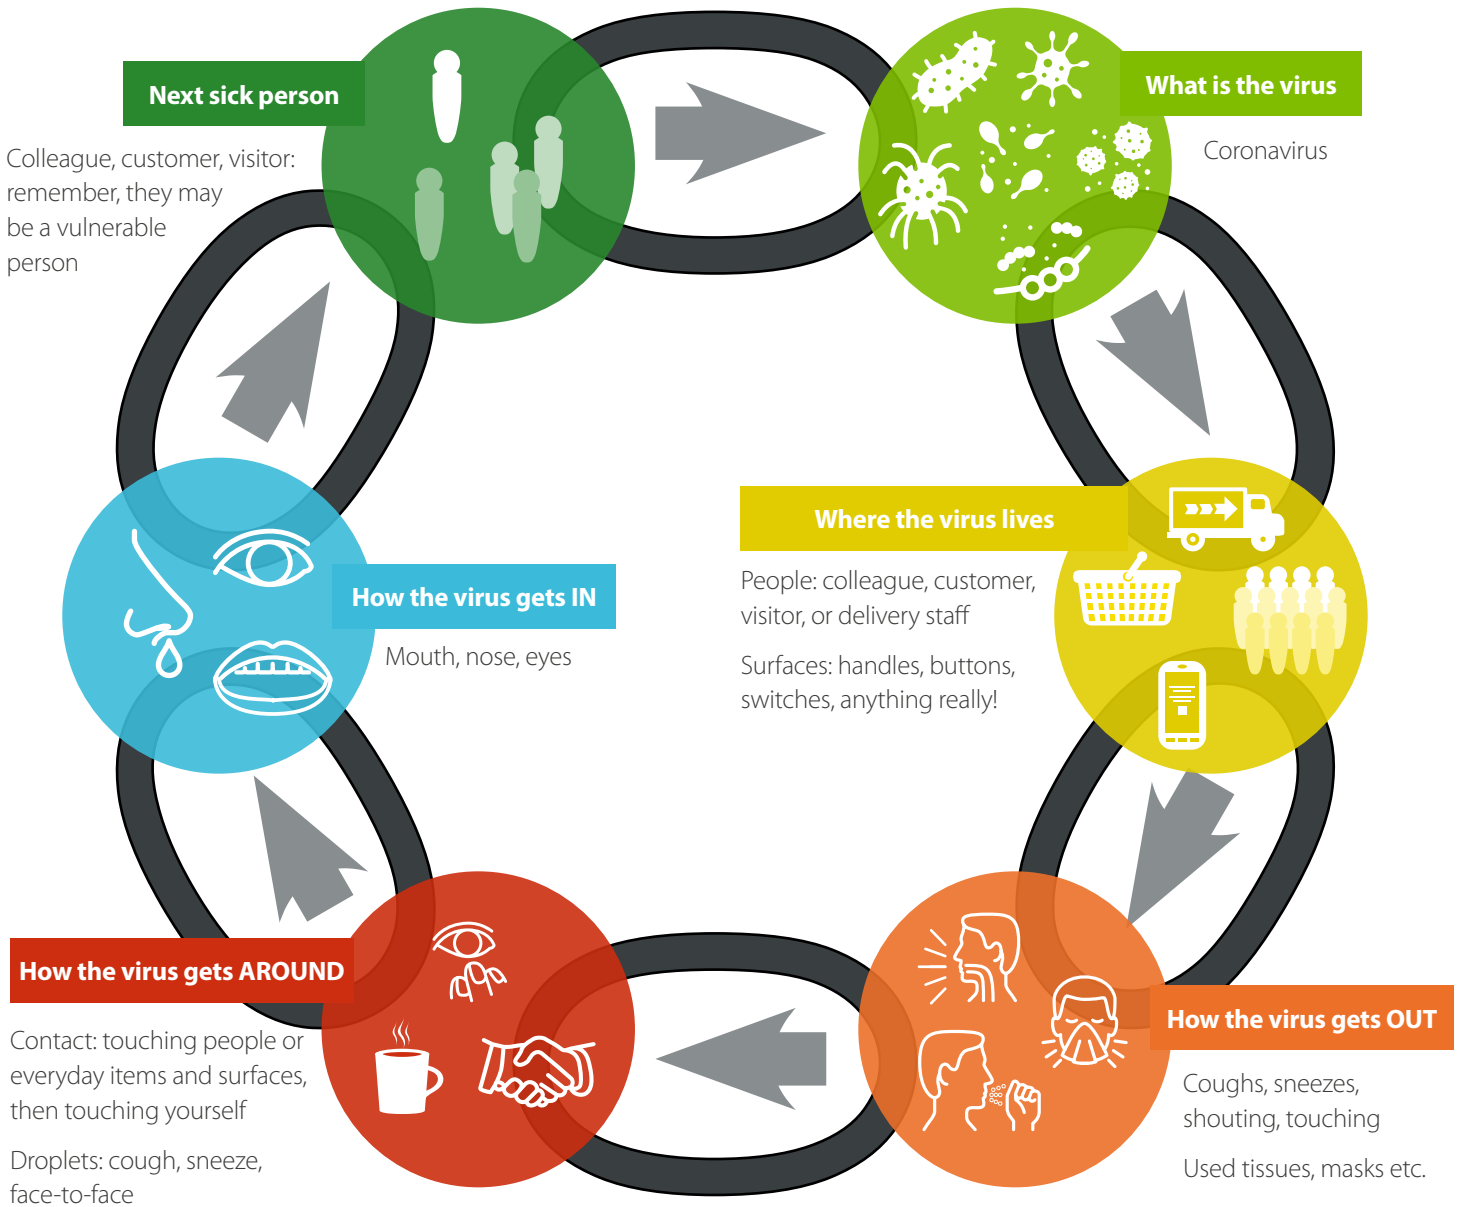 Next sick person
Colleague, customer, visitor:
remember, they may
be a vulnerable
person
What is the virus
Coronavirus
Where the virus lives
People: colleague, customer,
visitor, or delivery staff
Surfaces: handles, buttons,
switches, anything really!
How the virus gets OUT
Coughs, sneezes,
shouting, touching
Used tissues, masks etc.
How the virus gets AROUND
Contact: touching people or
everyday items and surfaces,
then touching yourself
Droplets: cough, sneeze,
face-to-face
How the virus gets IN
Mouth, nose, eyes